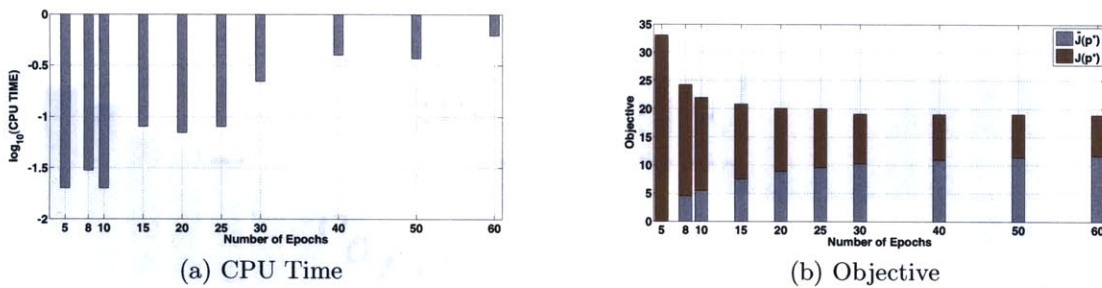 0
-0.5
-1
-1.5
-2
log10(CPU TIME)
5 8 10 15 20 25 30 40 50 60
Number of Epochs
(a) CPU Time
35
30
25
20
15
10
5
0
Objective
J̄(p*)
J(p*)
5 8 10 15 20 25 30 40 50 60
Number of Epochs
(b) Objective